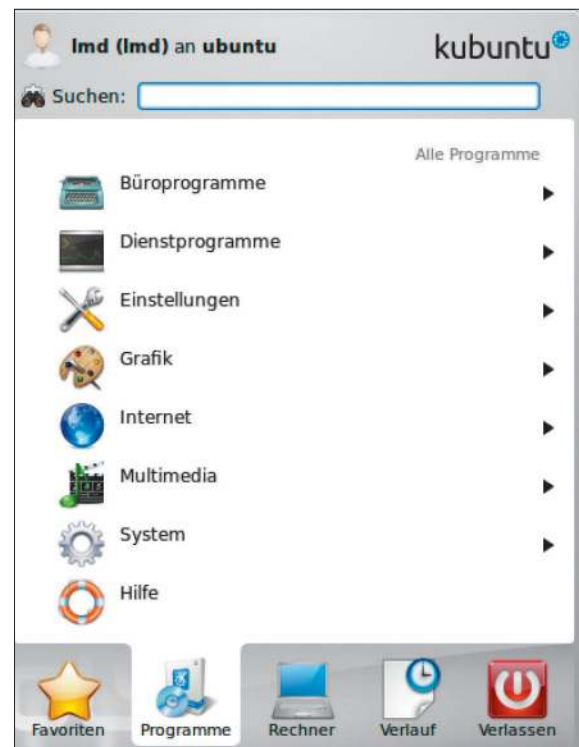 lmd (lmd) an ubuntu
kubuntu
Suchen:
Alle Programme
Büroprogramme
Dienstprogramme
Einstellungen
Grafik
Internet
Multimedia
System
Hilfe
Favoriten Programme Rechner Verlauf Verlassen